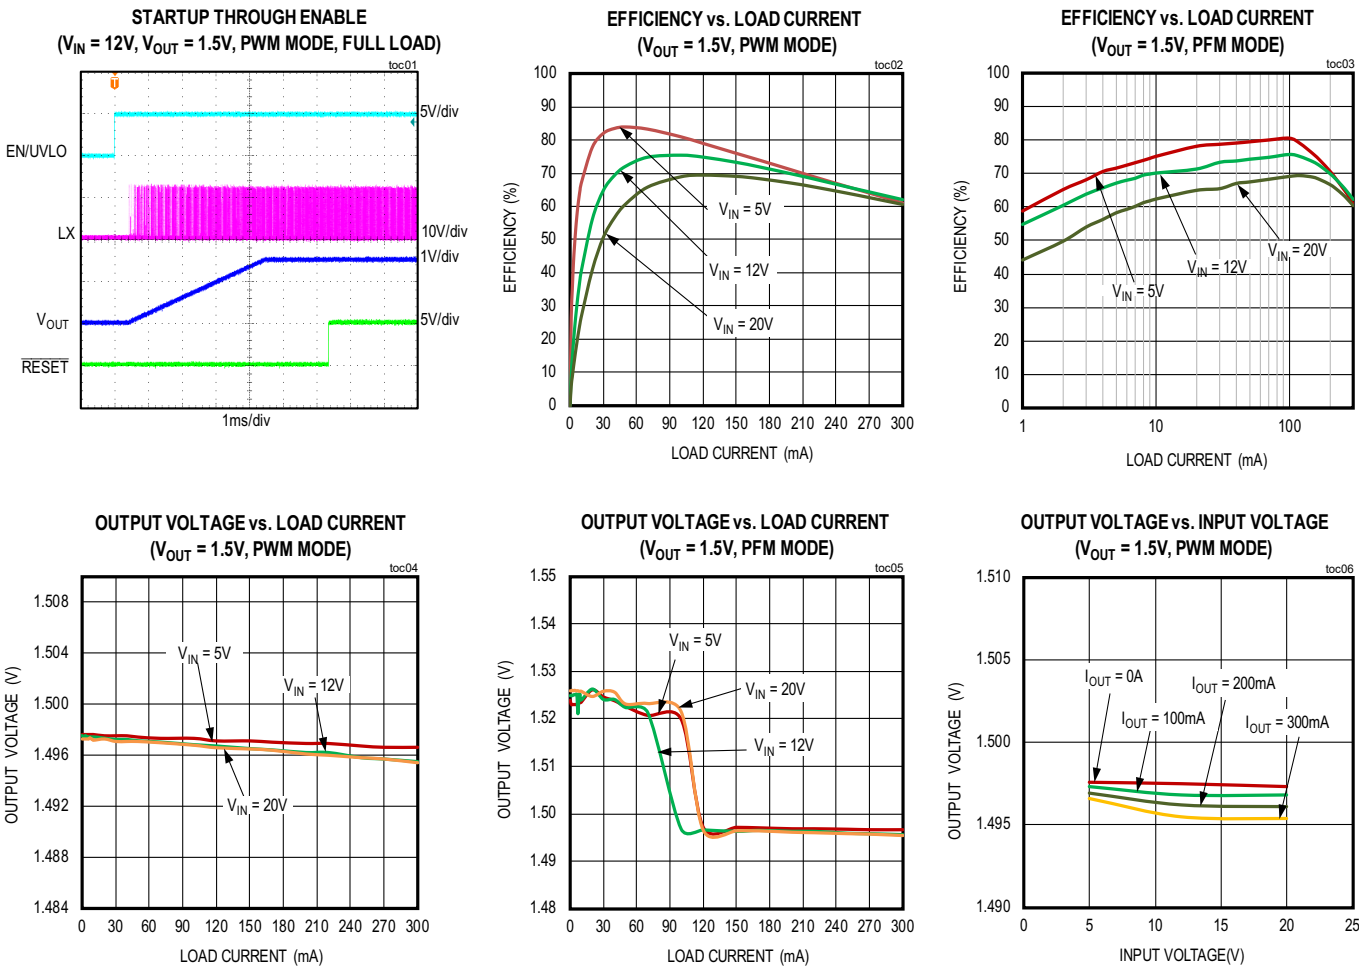 STARTUP THROUGH ENABLE
(VIN = 12V, VOUT = 1.5V, PWM MODE, FULL LOAD)
toc01
T
5V/div
EN/UVLO
LX
10V/div
1V/div
VOUT
5V/div
RESET
1ms/div
EFFICIENCY vs. LOAD CURRENT
(VOUT = 1.5V, PWM MODE)
toc02
100
90
80
70
60
50
40
30
20
10
0
EFFICIENCY (%)
VIN = 5V
VIN = 12V
VIN = 20V
0 30 60 90 120 150 180 210 240 270 300
LOAD CURRENT (mA)
EFFICIENCY vs. LOAD CURRENT
(VOUT = 1.5V, PFM MODE)
toc03
100
90
80
70
60
50
40
30
20
10
0
EFFICIENCY (%)
VIN = 20V
VIN = 12V
VIN = 5V
1 10 100
LOAD CURRENT (mA)
OUTPUT VOLTAGE vs. LOAD CURRENT
(VOUT = 1.5V, PWM MODE)
toc04
1.508
1.504
1.500
1.496
1.492
1.488
1.484
OUTPUT VOLTAGE (V)
VIN = 5V
VIN = 12V
VIN = 20V
0 30 60 90 120 150 180 210 240 270 300
LOAD CURRENT (mA)
OUTPUT VOLTAGE vs. LOAD CURRENT
(VOUT = 1.5V, PFM MODE)
toc05
1.55
1.54
1.53
1.52
1.51
1.50
1.49
1.48
OUTPUT VOLTAGE (V)
VIN = 5V
VIN = 20V
VIN = 12V
0 30 60 90 120 150 180 210 240 270 300
LOAD CURRENT (mA)
OUTPUT VOLTAGE vs. INPUT VOLTAGE
(VOUT = 1.5V, PWM MODE)
toc06
1.510
1.505
1.500
1.495
1.490
OUTPUT VOLTAGE (V)
IOUT = 0A
IOUT = 200mA
IOUT = 100mA
IOUT = 300mA
0 5 10 15 20 25
INPUT VOLTAGE(V)